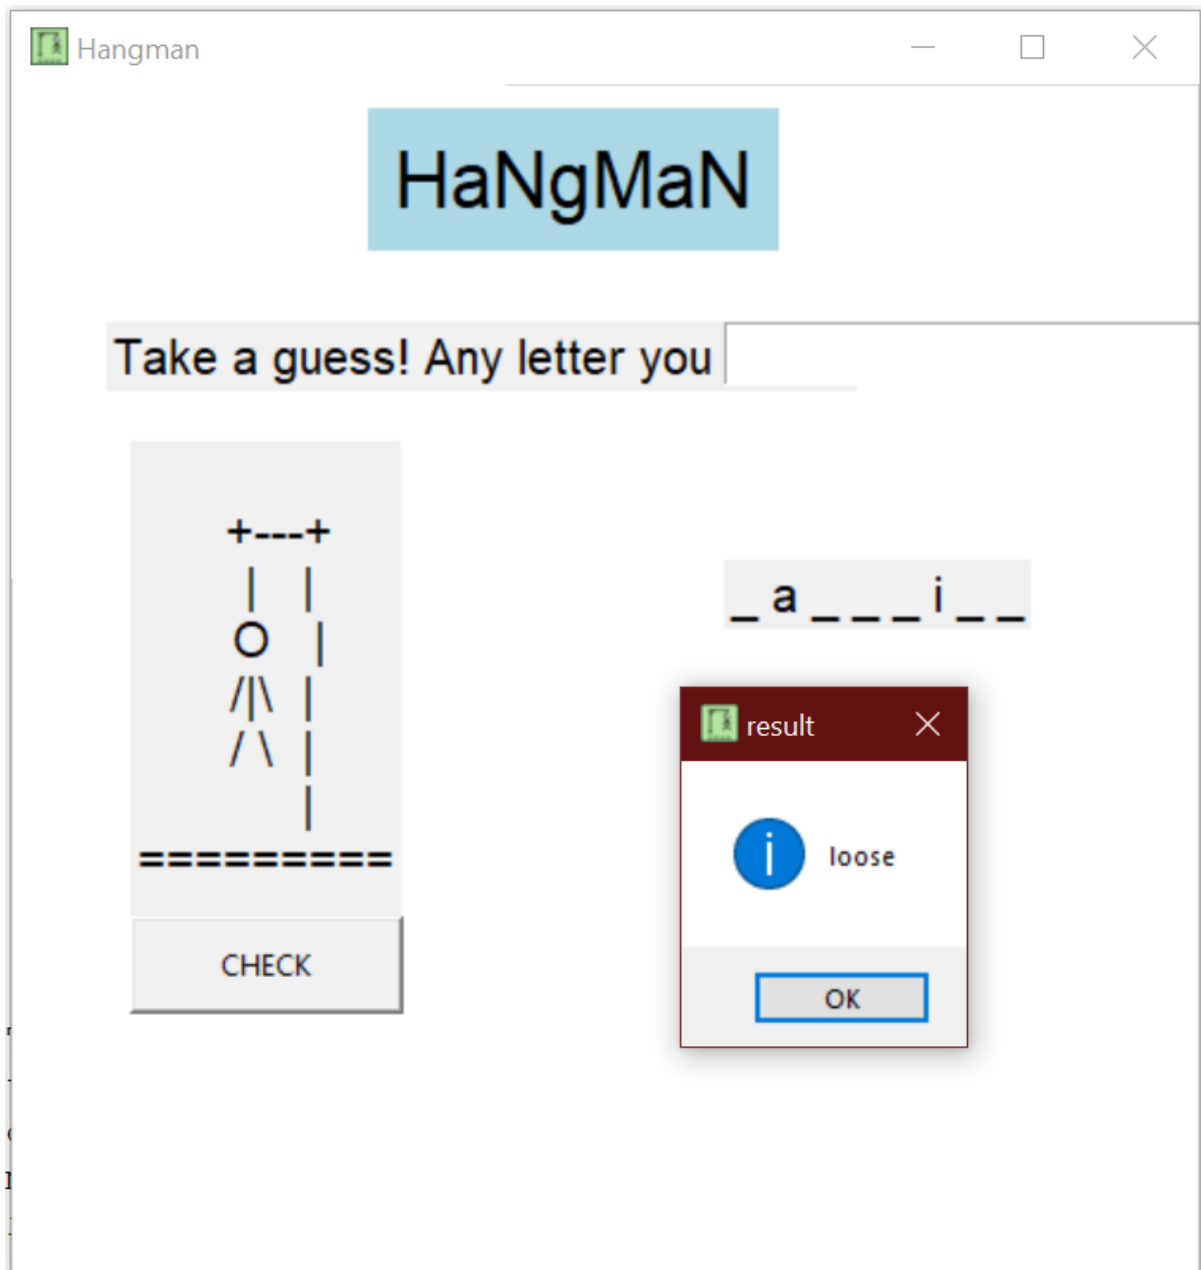 Hangman
HaNgMaN
Take a guess! Any letter you
+---+
|   |
O   |
/|\  |
/ \  |
|
=========
_ a _ _ _ i _ _
result
i loose
OK
CHECK